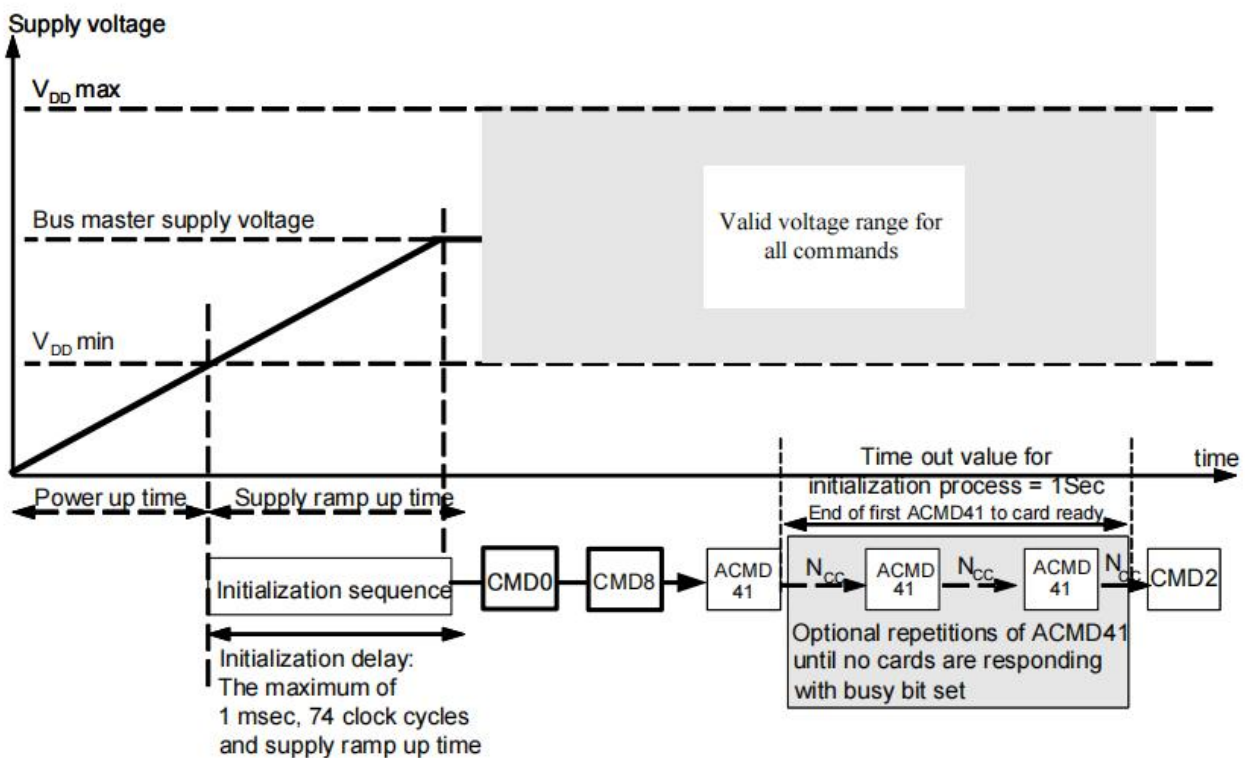 Supply voltage
V_DD max
Bus master supply voltage
Valid voltage range for
all commands
V_DD min
Time out value for
time
Power up time
Supply ramp up time
initialization process = 1Sec
End of first ACMD41 to card ready
Initialization sequence
CMD0
CMD8
ACMD
41
N_CC
ACMD
41
N_CC
ACMD
41
N_CC
CMD2
Optional repetitions of ACMD41
until no cards are responding
with busy bit set
Initialization delay:
The maximum of
1 msec, 74 clock cycles
and supply ramp up time